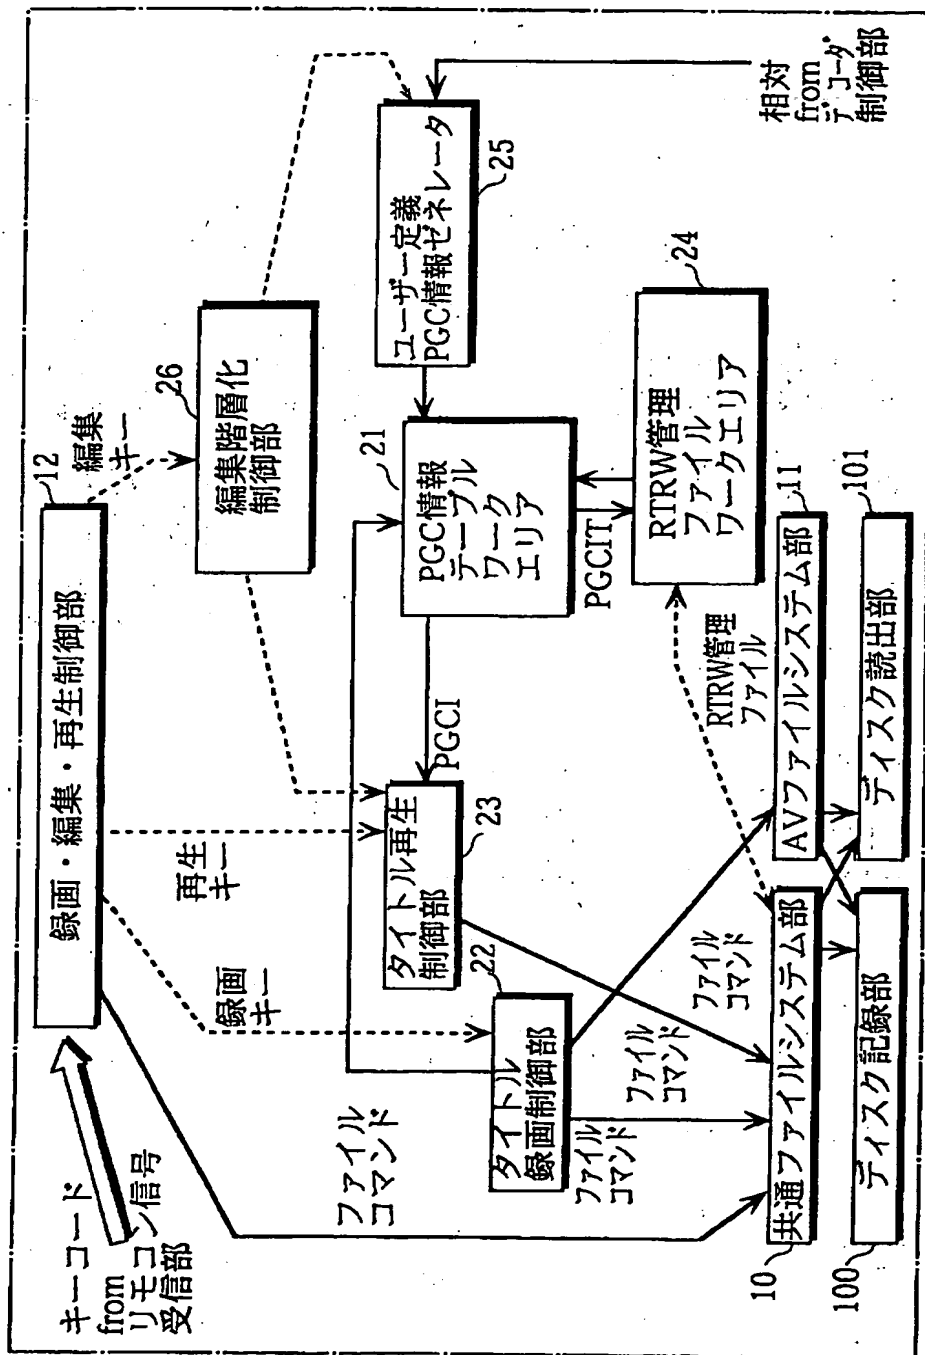 キーコード
from
リモコン信号
受信部
録画・編集・再生制御部
12
編集
キー
26
編集階層化
制御部
再生
キー
録画
キー
ファイル
コマンド
タイトル再生
制御部
23
PGCI
PGC情報
テーブル
ワーク
エリア
21
ユーザー定義
PGC情報ゼネレータ
25
相対
from
デコーダ
制御部
タイトル
録画制御部
22
ファイル
コマンド
ファイル
コマンド
ファイル
コマンド
PGCIT
RTRW管理
ファイル
ワークエリア
24
RTRW管理
ファイル
共通ファイルシステム部
10
AVファイルシステム部
11
ディスク記録部
100
ディスク読出部
101